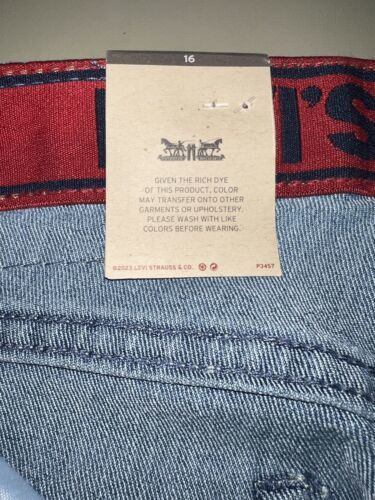 16
GIVEN THE RICH DYE
OF THIS PRODUCT, COLOR
MAY TRANSFER ONTO OTHER
GARMENTS OR UPHOLSTERY.
PLEASE WASH WITH LIKE
COLORS BEFORE WEARING.
©2023 LEVI STRAUSS & CO.
P3457